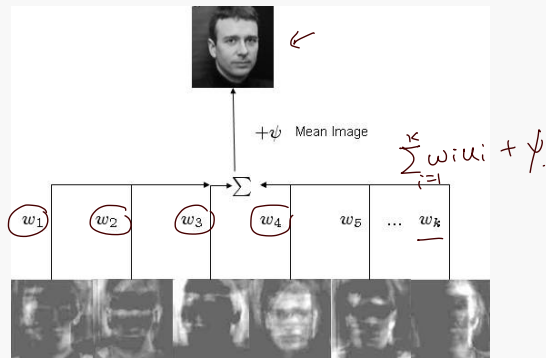 +ψ Mean Image
K
∑ wiui + ψ
i=1
∑
w₁ w₂ w₃ w₄ w₅ ... wₖ